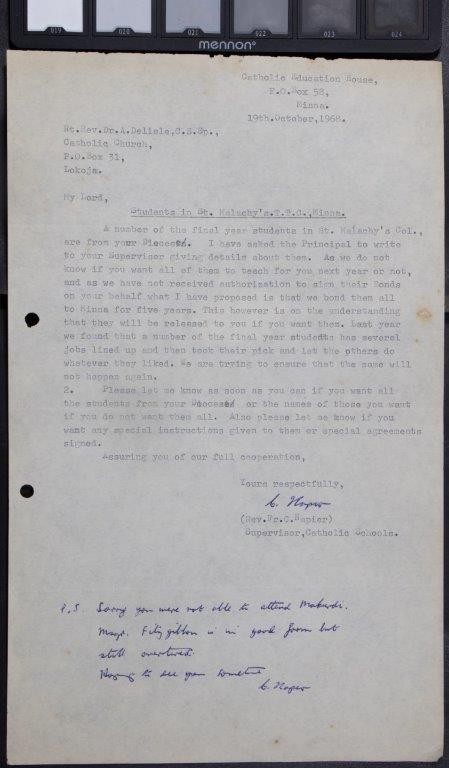 019 020 021 022 023 024
mennon
Catholic Education House,
P.O.Box 58,
Minna.
19th.October,1968.
Rt.Rev.Dr.A.Delisle,C.S.Sp.,
Catholic Church,
P.O.Box 31,
Lokoja.
My Lord,
Students in St. Malachy's.T.T.C.,Minna.
A number of the final year students in St. Malachy's Col.,
are from your Diocese. I have asked the Principal to write
to your Supervisor giving details about them. As we do not
know if you want all of them to teach for you next year or not,
and as we have not received authorization to sign their Bonds
on your behalf what I have proposed is that we bond them all
to Minna for five years. This however is on the understanding
that they will be released to you if you want them. Last year
we found that a number of the final year students has several
jobs lined up and then took their pick and let the pthers do
whatever they liked. We are trying to ensure that the same will
not happen again.
2. Please let me know as soon as you can if you want all
the students from your Diocese or the names of those you want
if you do not want them all. Also please let me know if you
want any special instructions given to them or special agreements
signed.
Assuring you of our full cooperation,
Yours respectfully,
C. Napier
(Rev.Fr.C.Napier)
Supervisor,Catholic Schools.
P.S. Sorry you were not able to attend Makurdi.
Msgr. Fitzgibbon is in good form but
still overtired.
Hoping to see you sometime
C. Napier